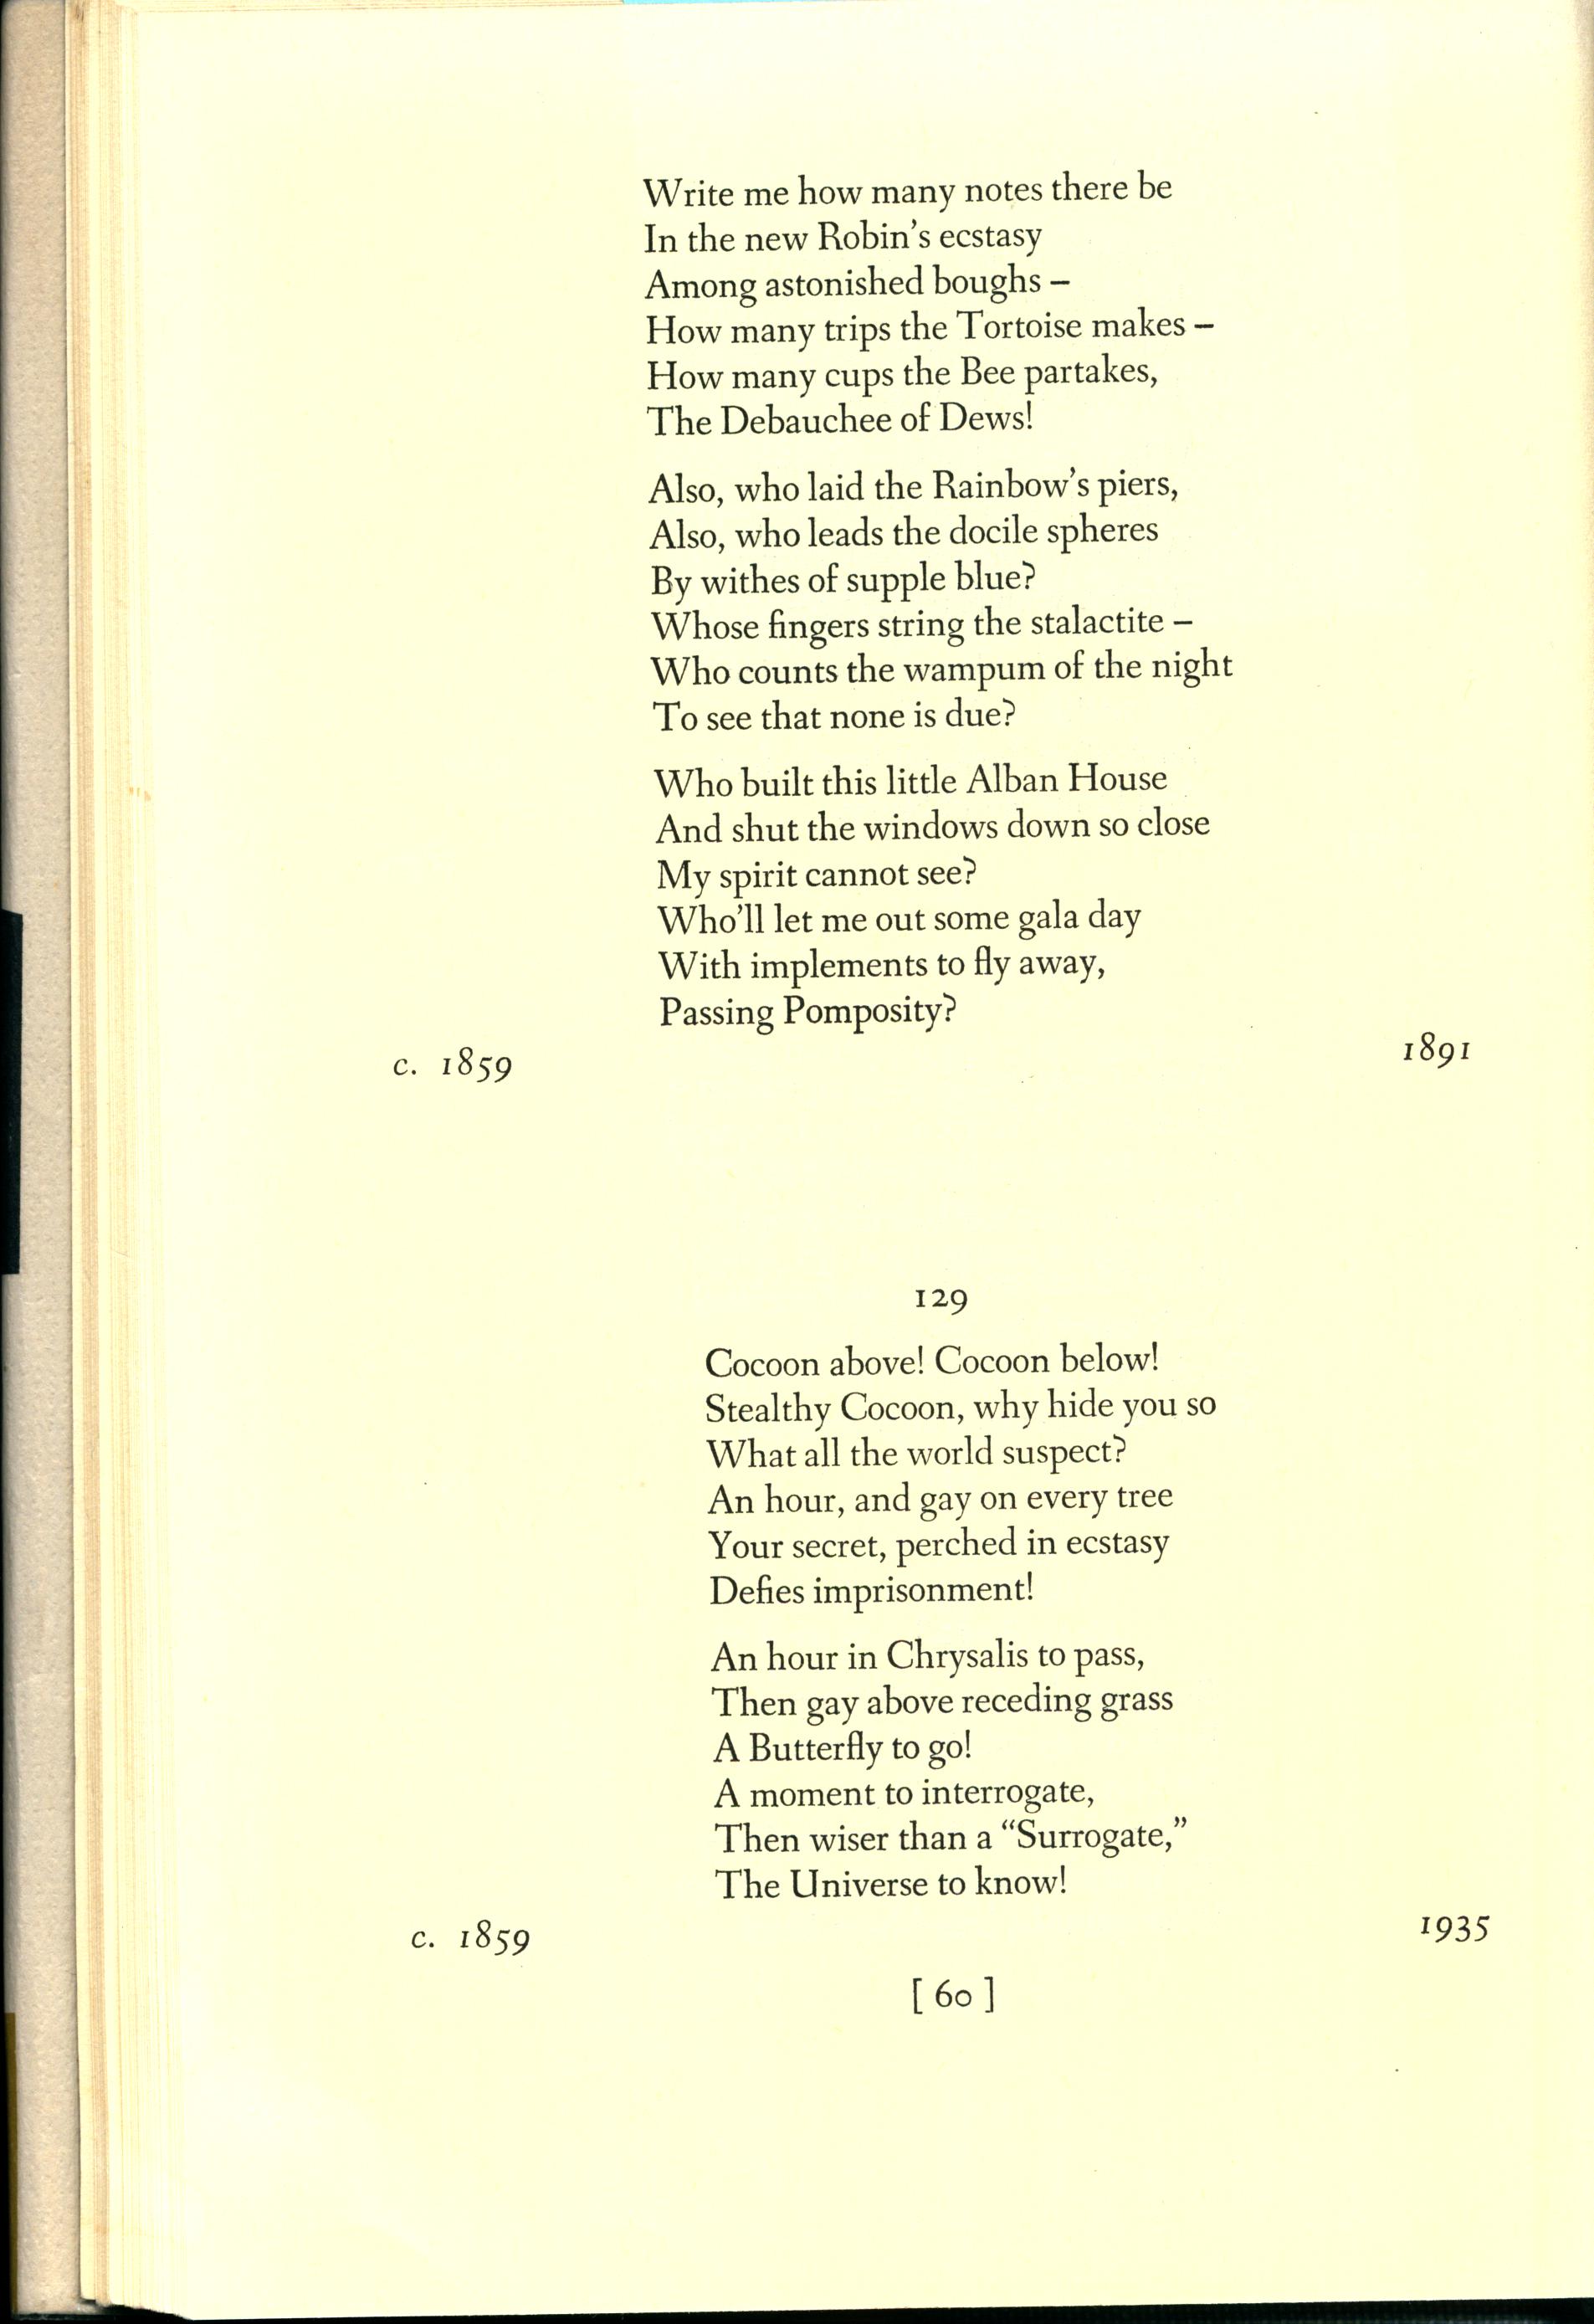 Write me how many notes there be
In the new Robin's ecstasy
Among astonished boughs –
How many trips the Tortoise makes –
How many cups the Bee partakes,
The Debauchee of Dews!
Also, who laid the Rainbow's piers,
Also, who leads the docile spheres
By withes of supple blue?
Whose fingers string the stalactite –
Who counts the wampum of the night
To see that none is due?
Who built this little Alban House
And shut the windows down so close
My spirit cannot see?
Who'll let me out some gala day
With implements to fly away,
Passing Pomposity?
c. 1859 1891
129
Cocoon above! Cocoon below!
Stealthy Cocoon, why hide you so
What all the world suspect?
An hour, and gay on every tree
Your secret, perched in ecstasy
Defies imprisonment!
An hour in Chrysalis to pass,
Then gay above receding grass
A Butterfly to go!
A moment to interrogate,
Then wiser than a “Surrogate,”
The Universe to know!
c. 1859 1935
[ 60 ]